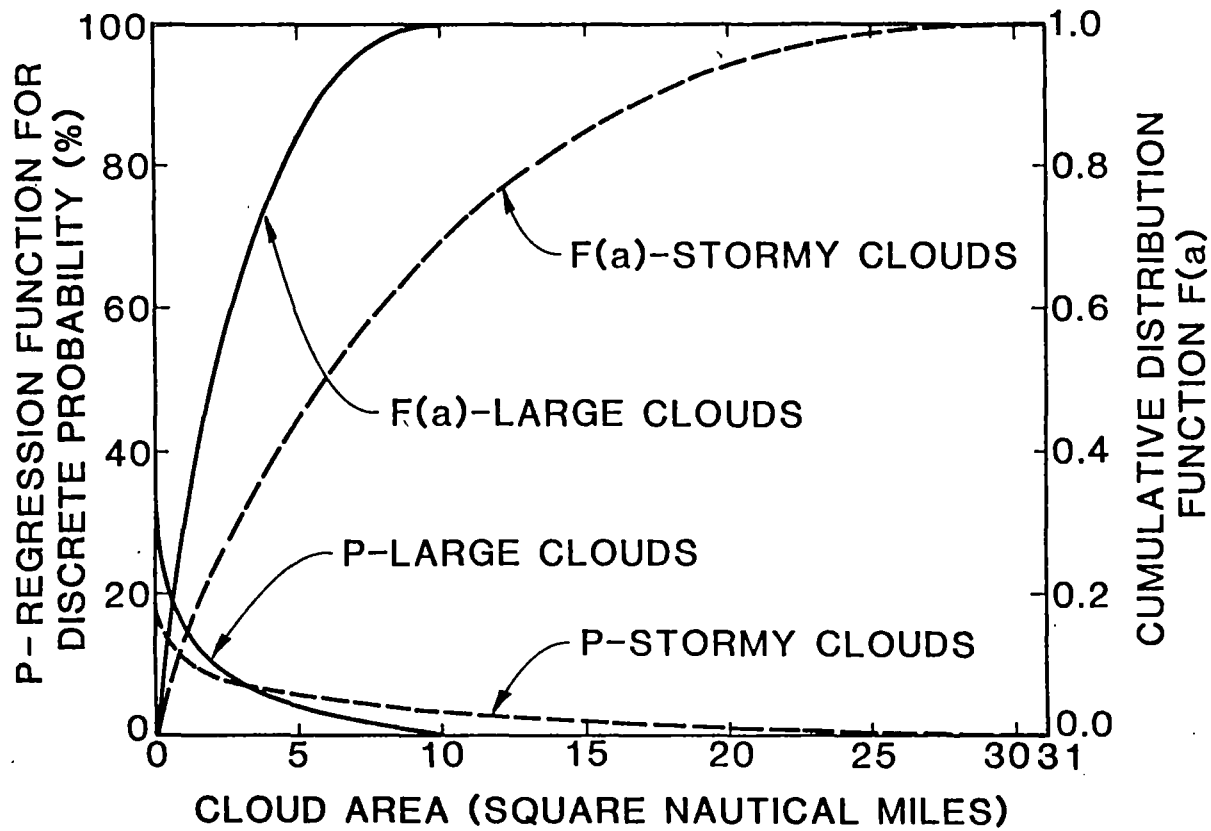 P-REGRESSION FUNCTION FOR
DISCRETE PROBABILITY (%)
100
80
60
40
20
0
F(a)-STORMY CLOUDS
F(a)-LARGE CLOUDS
P-LARGE CLOUDS
P-STORMY CLOUDS
1.0
0.8
0.6
0.4
0.2
0.0
CUMULATIVE DISTRIBUTION
FUNCTION F(a)
0 5 10 15 20 25 30 31
CLOUD AREA (SQUARE NAUTICAL MILES)